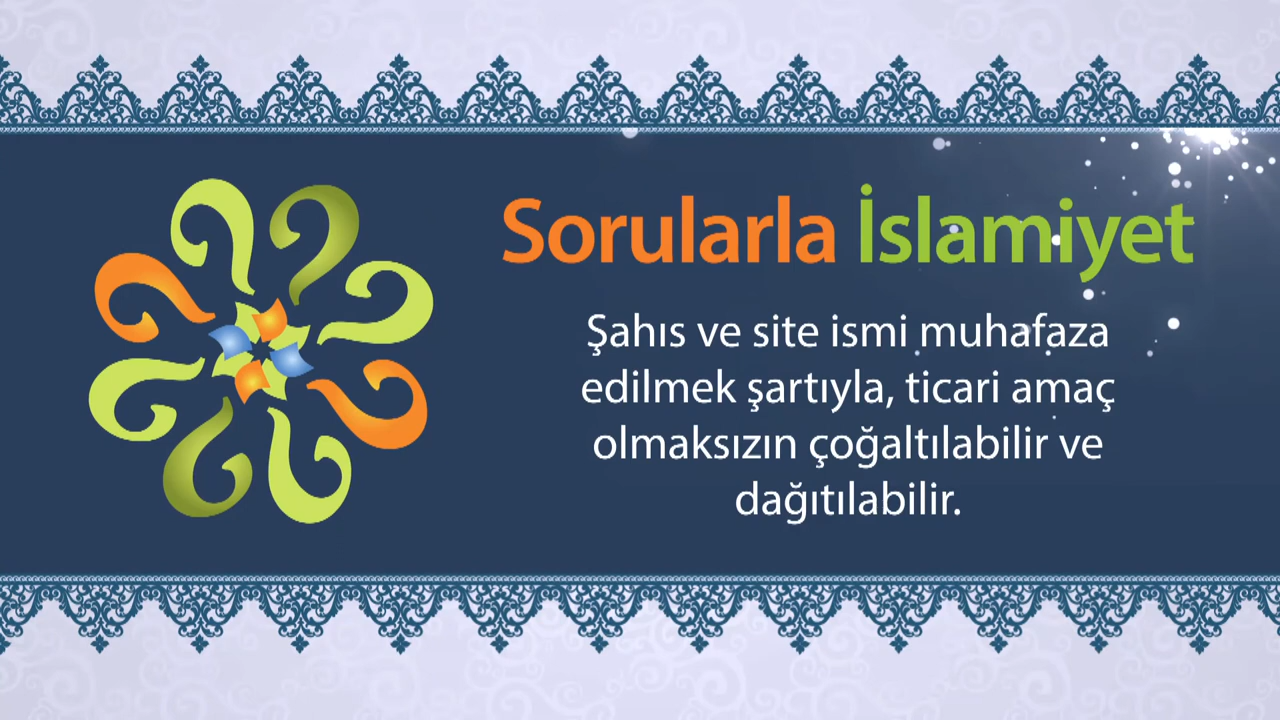 Sorularla İslamiyet
Şahıs ve site ismi muhafaza
edilmek şartıyla, ticari amaç
olmaksızın çoğaltılabilir ve
dağıtılabilir.